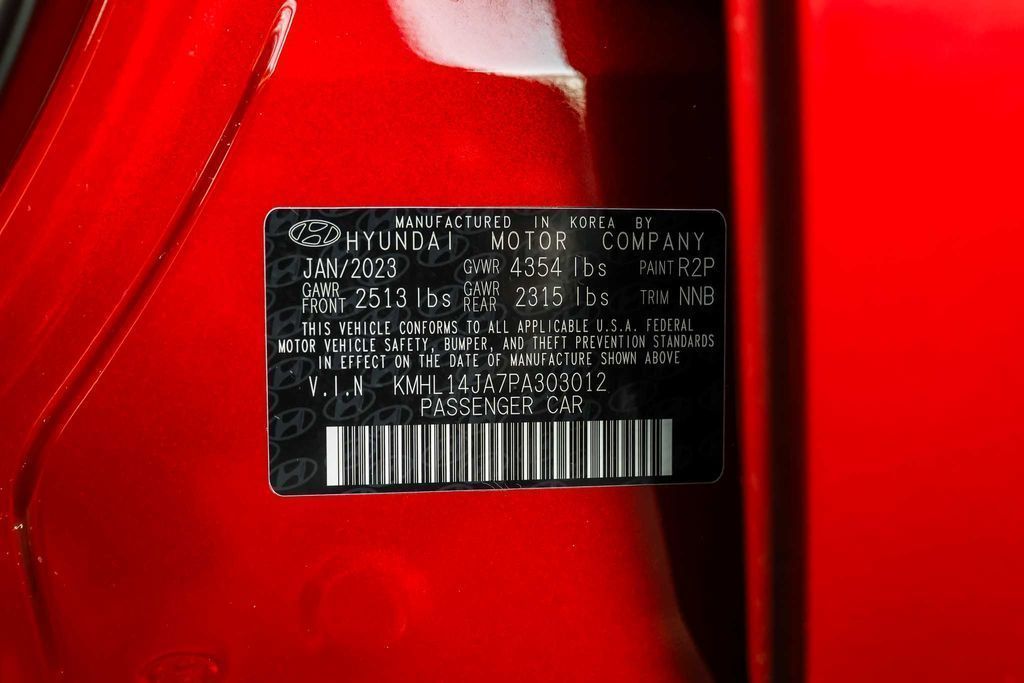 MANUFACTURED IN KOREA BY
HYUNDAI MOTOR COMPANY
JAN/2023 GVWR 4354 lbs PAINT R2P
GAWR FRONT 2513 lbs GAWR REAR 2315 lbs TRIM NNB
THIS VEHICLE CONFORMS TO ALL APPLICABLE U.S.A. FEDERAL
MOTOR VEHICLE SAFETY, BUMPER, AND THEFT PREVENTION STANDARDS
IN EFFECT ON THE DATE OF MANUFACTURE SHOWN ABOVE
V.I.N KMHL14JA7PA303012
PASSENGER CAR